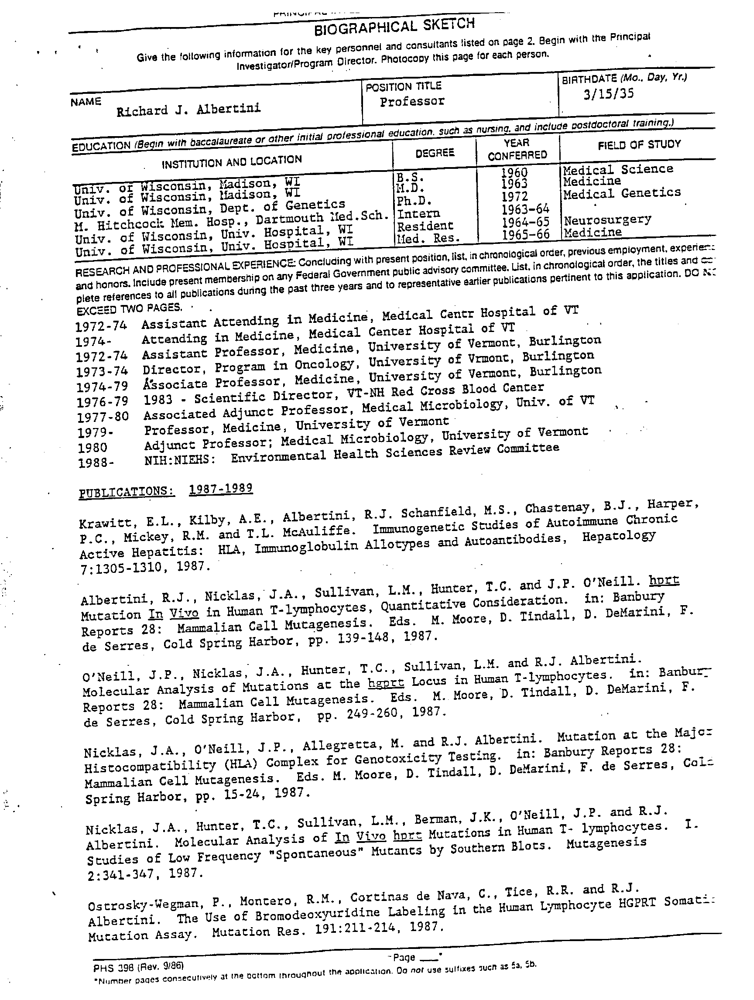 BIOGRAPHICAL SKETCH
Give the following information for the key personnel and consultants listed on page 2. Begin with the Principal
Investigator/Program Director. Photocopy this page for each person.
NAME
Richard J. Albertini
POSITION TITLE
Professor
BIRTHDATE (Mo., Day, Yr.)
3/15/35
EDUCATION (Begin with baccalaureate or other initial professional education, such as nursing, and include postdoctoral training.)
INSTITUTION AND LOCATION DEGREE YEAR CONFERRED FIELD OF STUDY
Univ. of Wisconsin, Madison, WI B.S. 1960 Medical Science
Univ. of Wisconsin, Madison, WI M.D. 1963 Medicine
Univ. of Wisconsin, Dept. of Genetics Ph.D. 1972 Medical Genetics
M. Hitchcock Mem. Hosp., Dartmouth Med.Sch. Intern 1963-64
Univ. of Wisconsin, Univ. Hospital, WI Resident 1964-65 Neurosurgery
Univ. of Wisconsin, Univ. Hospital, WI Med. Res. 1965-66 Medicine
RESEARCH AND PROFESSIONAL EXPERIENCE: Concluding with present position, list, in chronological order, previous employment,
and honors. Include present membership on any Federal Government public advisory committee. List, in chronological order, the titles and
plete references to all publications during the past three years and to representative earlier publications pertinent to this application. DO
EXCEED TWO PAGES.
1972-74 Assistant Attending in Medicine, Medical Centr Hospital of VT
1974- Attending in Medicine, Medical Center Hospital of VT
1972-74 Assistant Professor, Medicine, University of Vermont, Burlington
1973-74 Director, Program in Oncology, University of Vrmont, Burlington
1974-79 Associate Professor, Medicine, University of Vermont, Burlington
1976-79 1983 - Scientific Director, VT-NH Red Cross Blood Center
1977-80 Associated Adjunct Professor, Medical Microbiology, Univ. of VT
1979- Professor, Medicine, University of Vermont
1980 Adjunct Professor; Medical Microbiology, University of Vermont
1988- NIH:NIEHS: Environmental Health Sciences Review Committee
PUBLICATIONS: 1987-1989
Krawitt, E.L., Kilby, A.E., Albertini, R.J. Schanfield, M.S., Chastenay, B.J., Harper,
P.C., Mickey, R.M. and T.L. McAuliffe. Immunogenetic Studies of Autoimmune Chronic
Active Hepatitis: HLA, Immunoglobulin Allotypes and Autoantibodies, Hepatology
7:1305-1310, 1987.
Albertini, R.J., Nicklas, J.A., Sullivan, L.M., Hunter, T.C. and J.P. O'Neill. hprt
Mutation In Vivo in Human T-lymphocytes, Quantitative Consideration. in: Banbury
Reports 28: Mammalian Cell Mutagenesis. Eds. M. Moore, D. Tindall, D. DeMarini, F.
de Serres, Cold Spring Harbor, pp. 139-148, 1987.
O'Neill, J.P., Nicklas, J.A., Hunter, T.C., Sullivan, L.M. and R.J. Albertini.
Molecular Analysis of Mutations at the hgprt Locus in Human T-lymphocytes. in:
Reports 28: Mammalian Cell Mutagenesis. Eds. M. Moore, D. Tindall, D. DeMarini, F.
de Serres, Cold Spring Harbor, pp. 249-260, 1987.
Nicklas, J.A., O'Neill, J.P., Allegretta, M. and R.J. Albertini. Mutation at the
Histocompatibility (HLA) Complex for Genotoxicity Testing. in: Banbury Reports 28:
Mammalian Cell Mutagenesis. Eds. M. Moore, D. Tindall, D. DeMarini, F. de Serres,
Spring Harbor, pp. 15-24, 1987.
Nicklas, J.A., Hunter, T.C., Sullivan, L.M., Berman, J.K., O'Neill, J.P. and R.J.
Albertini. Molecular Analysis of In Vivo hprt Mutations in Human T- lymphocytes. I.
Studies of Low Frequency "Spontaneous" Mutants by Southern Blots. Mutagenesis
2:341-347, 1987.
Ostrosky-Wegman, P., Montero, R.M., Cortinas de Nava, C., Tice, R.R. and R.J.
Albertini. The Use of Bromodeoxyuridine Labeling in the Human Lymphocyte HGPRT
Mutation Assay. Mutation Res. 191:211-214, 1987.
PHS 398 (Rev. 9/86) *Page ___*
*Number pages consecutively at the bottom throughout the application. Do not use suffixes such as 5a, 5b.